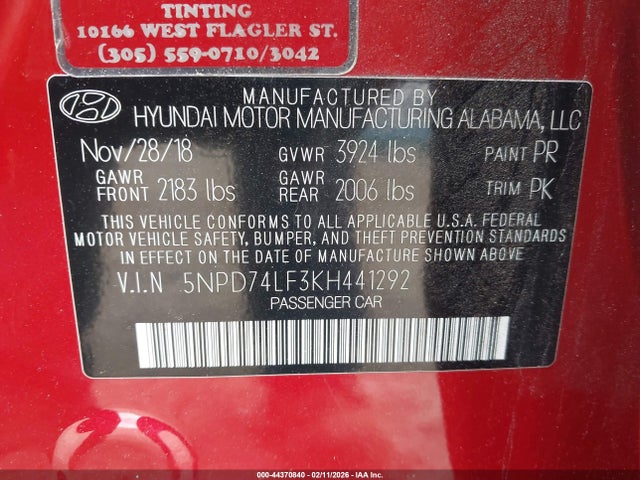 TINTING
10166 WEST FLAGLER ST.
(305) 559-0710/3042
MANUFACTURED BY
HYUNDAI MOTOR MANUFACTURING ALABAMA, LLC
Nov/28/18 GVWR 3924 lbs PAINT PR
GAWR FRONT 2183 lbs GAWR REAR 2006 lbs TRIM PK
THIS VEHICLE CONFORMS TO ALL APPLICABLE U.S.A. FEDERAL
MOTOR VEHICLE SAFETY, BUMPER, AND THEFT PREVENTION STANDARDS
IN EFFECT ON THE DATE OF MANUFACTURE SHOWN ABOVE.
V.I.N 5NPD74LF3KH441292
PASSENGER CAR
000-44370840 - 02/11/2026 - IAA Inc.